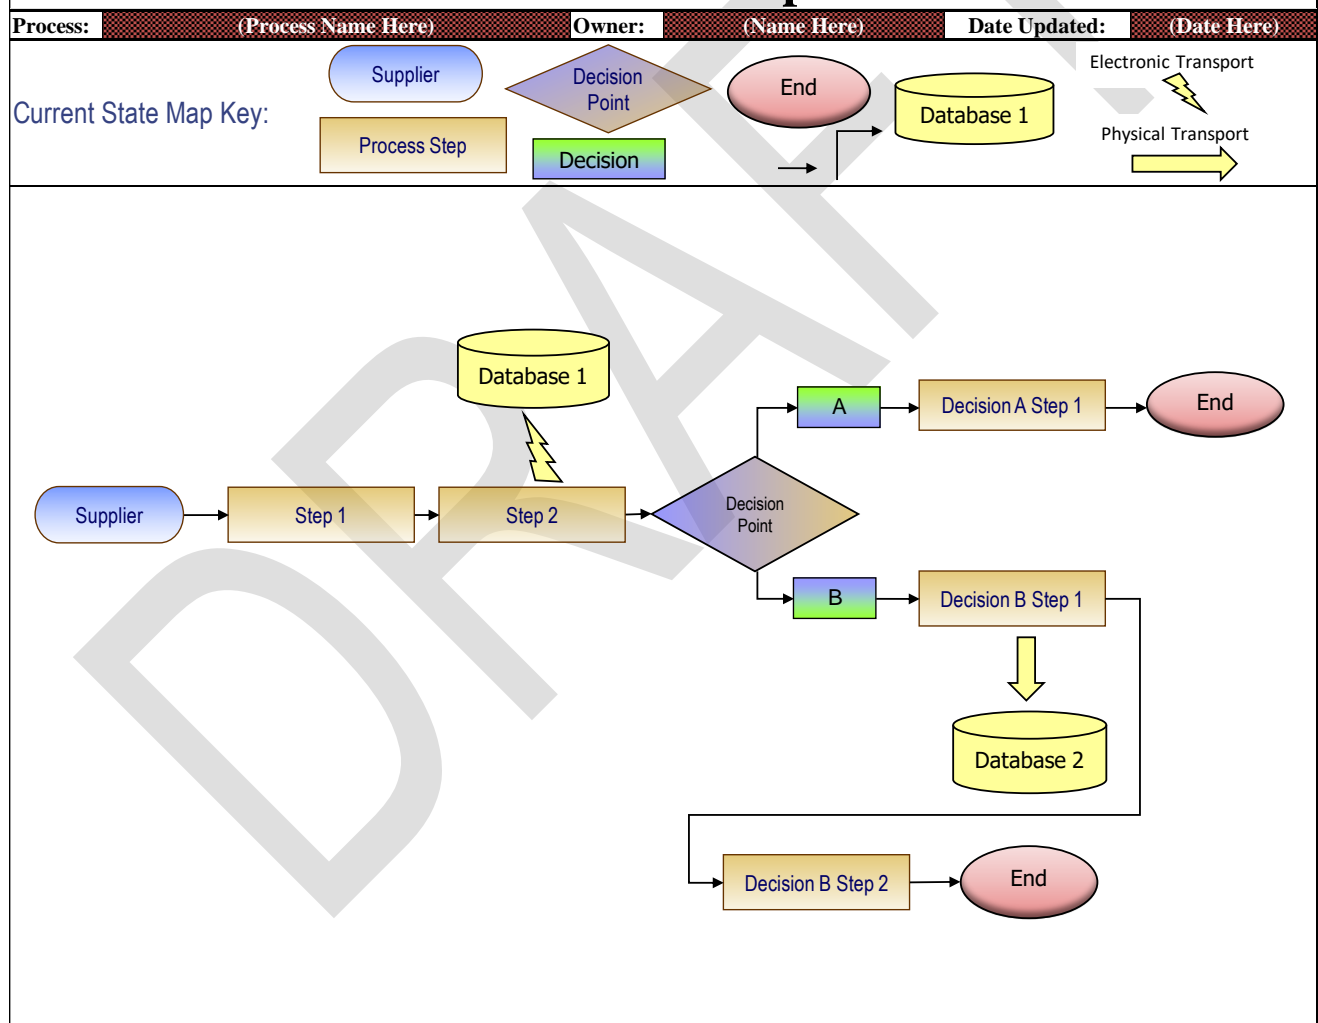 Process: (Process Name Here) Owner: (Name Here) Date Updated: (Date Here)
Current State Map Key:
Supplier
Process Step
Decision
Point
Decision
End
Database 1
Electronic Transport
Physical Transport
DRAFT
Database 1
Supplier
Step 1
Step 2
Decision
Point
A
Decision A Step 1
End
B
Decision B Step 1
Database 2
Decision B Step 2
End